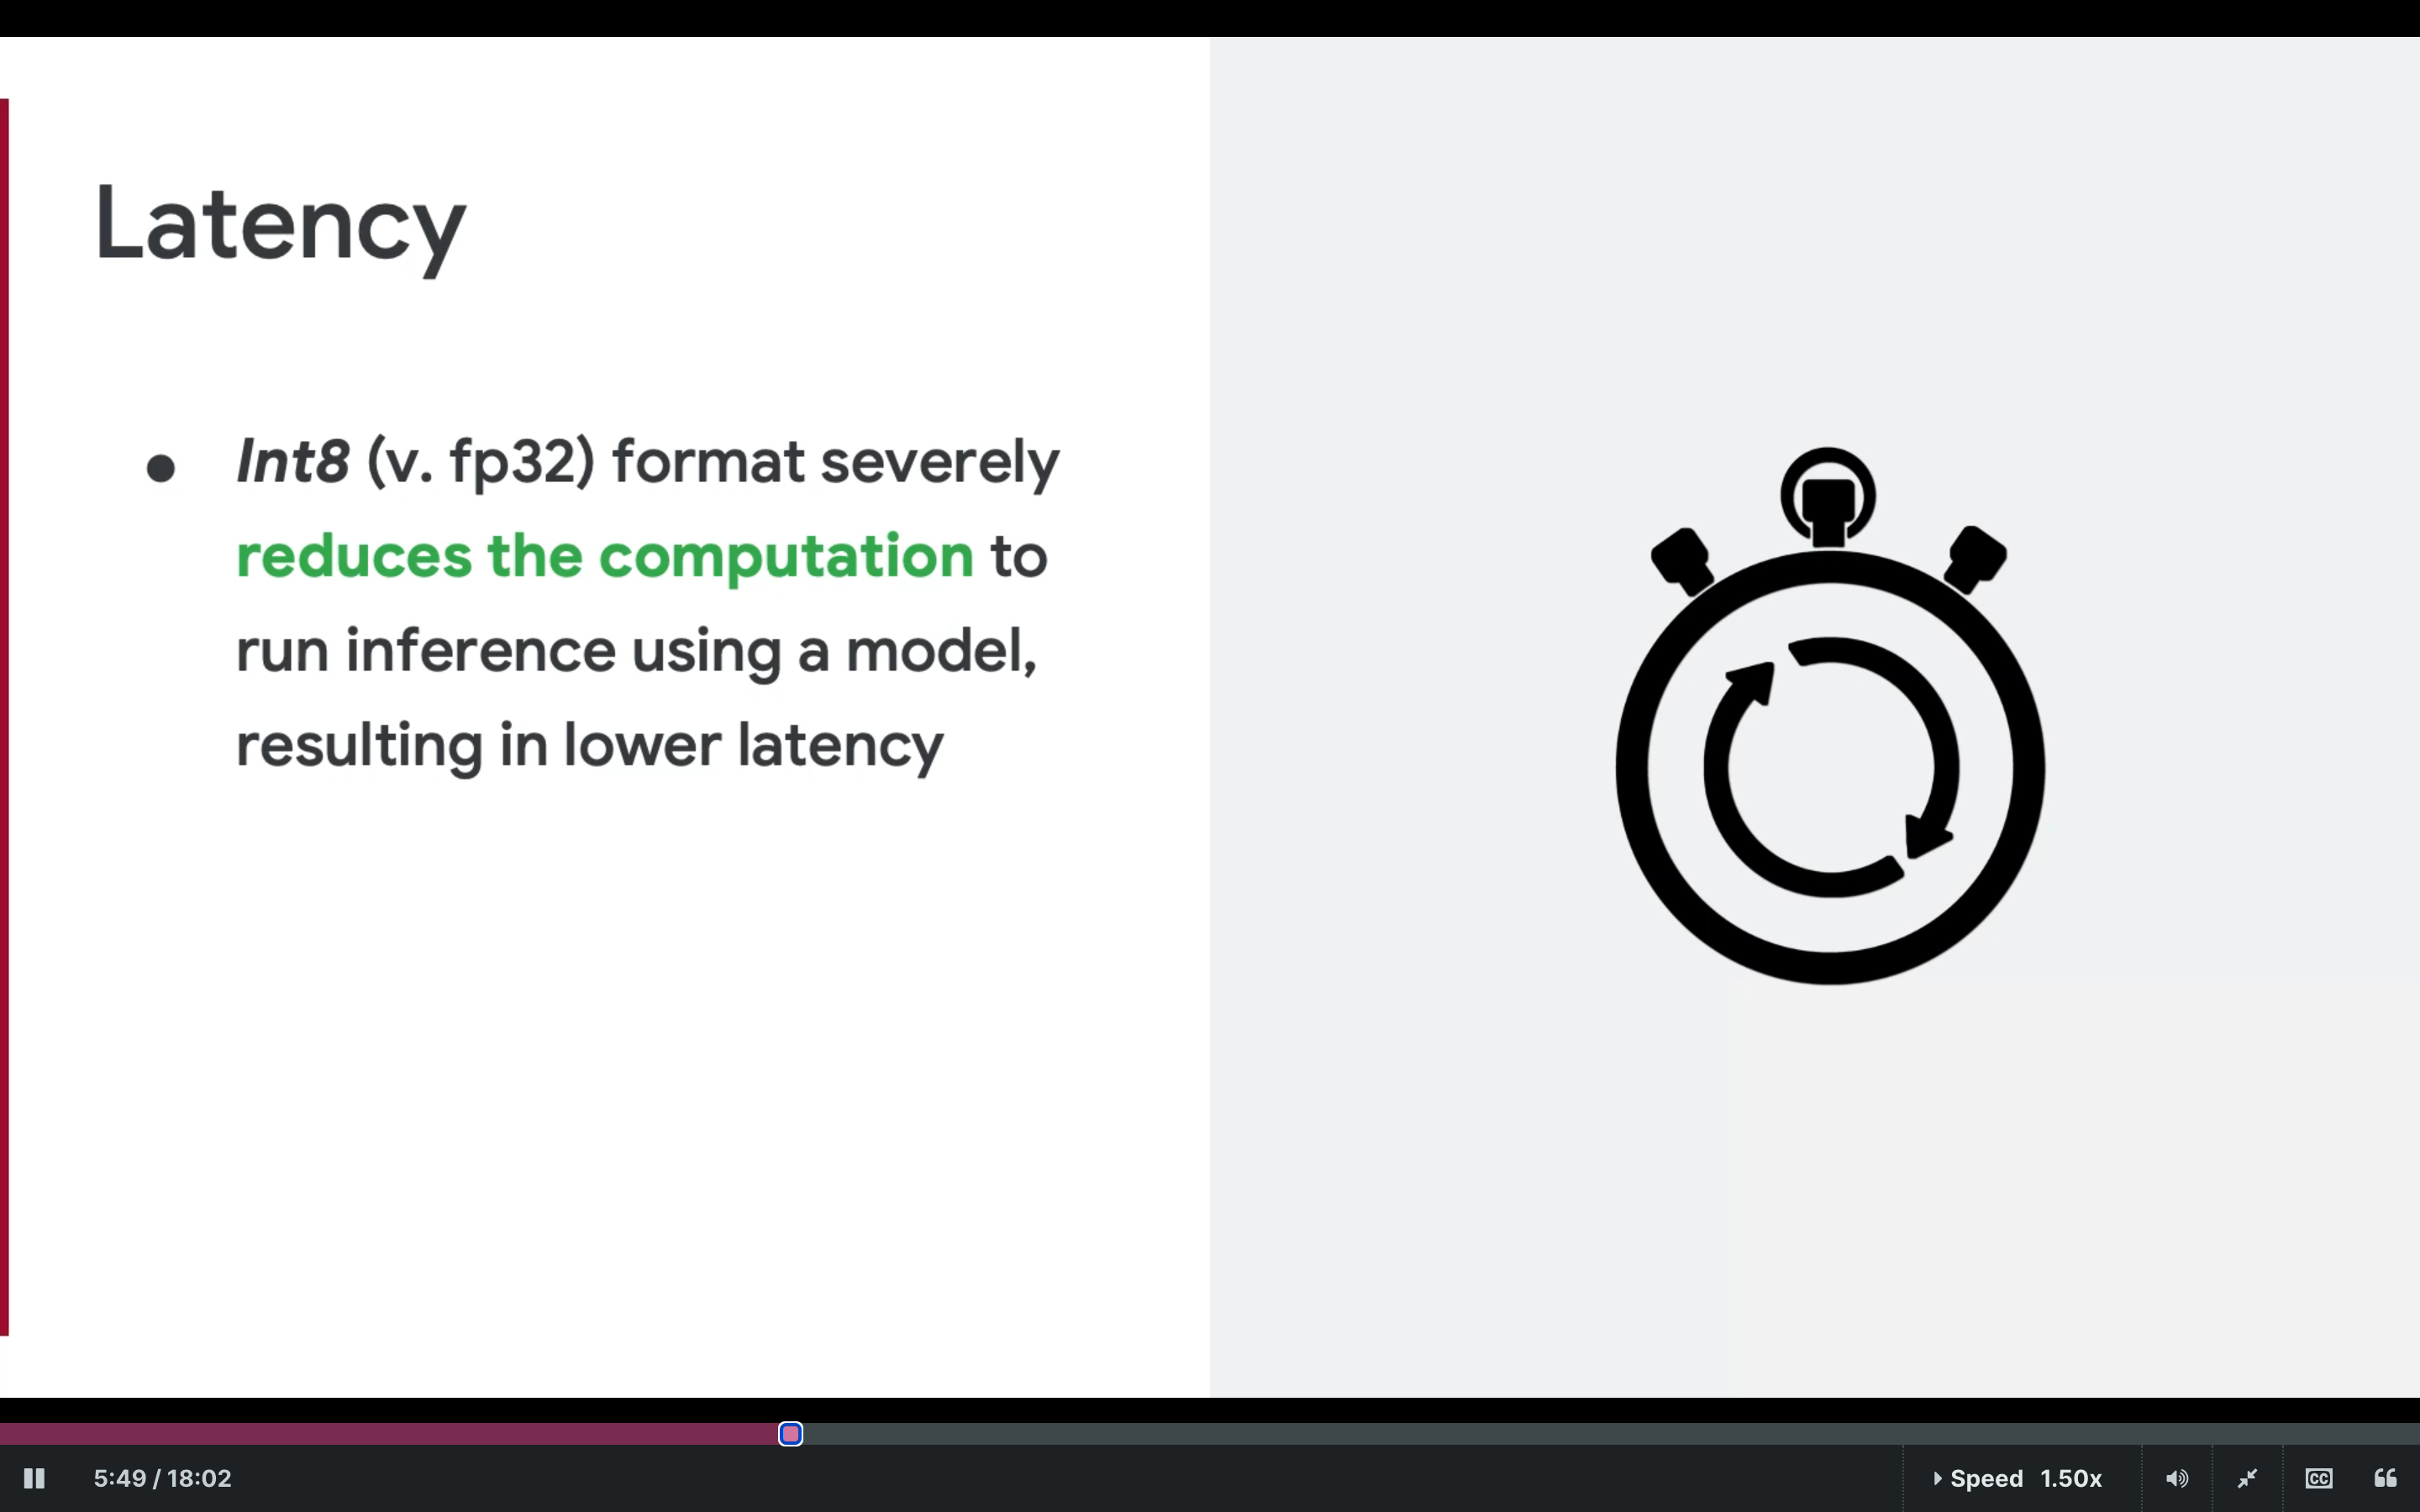 Latency
● Int8 (v. fp32) format severely
reduces the computation to
run inference using a model,
resulting in lower latency
5:49 / 18:02
Speed 1.50x
CC